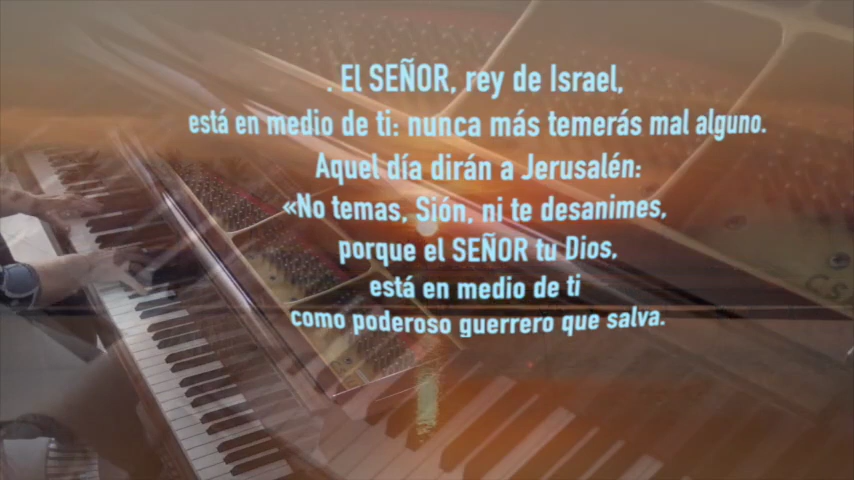 . El SEÑOR, rey de Israel,
está en medio de ti: nunca más temerás mal alguno.
Aquel día dirán a Jerusalén:
«No temas, Sión, ni te desanimes,
porque el SEÑOR tu Dios,
está en medio de ti
como poderoso guerrero que salva.